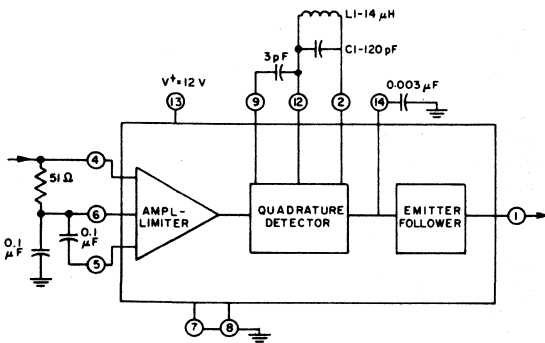 L1-14 μH
C1-120 pF
3pF
V⁺=12 V
0.003 μF
13
9
12
2
14
4
51 Ω
6
0.1
μF
0.1
μF
5
AMPL-
LIMITER
QUADRATURE
DETECTOR
EMITTER
FOLLOWER
1
7
8